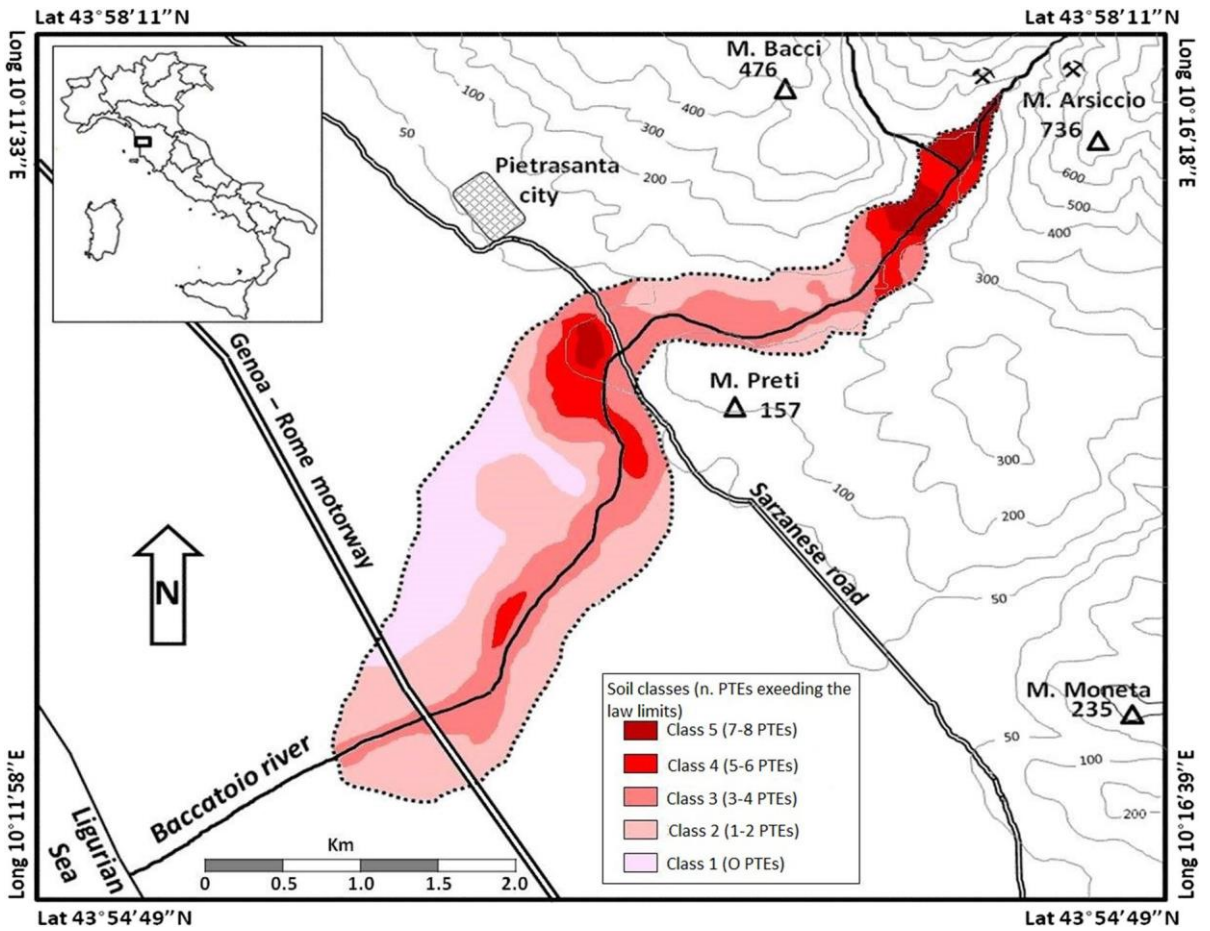 Lat 43°58'11''N
Lat 43°58'11''N
Long 10°11'33''E
Long 10°16'18''E
M. Bacci
476
M. Arsiccio
736
100
50
400
300
200
600
500
400
300
Pietrasanta
city
Genoa – Rome motorway
M. Preti
157
300
200
100
50
Sarzanese road
N
Soil classes (n. PTEs exeeding the
law limits)
Class 5 (7-8 PTEs)
Class 4 (5-6 PTEs)
Class 3 (3-4 PTEs)
Class 2 (1-2 PTEs)
Class 1 (O PTEs)
M. Moneta
235
50
100
200
Baccatoio river
Ligurian
Sea
Km
0 0.5 1.0 1.5 2.0
Long 10°11'58''E
Long 10°16'39''E
Lat 43°54'49''N
Lat 43°54'49''N